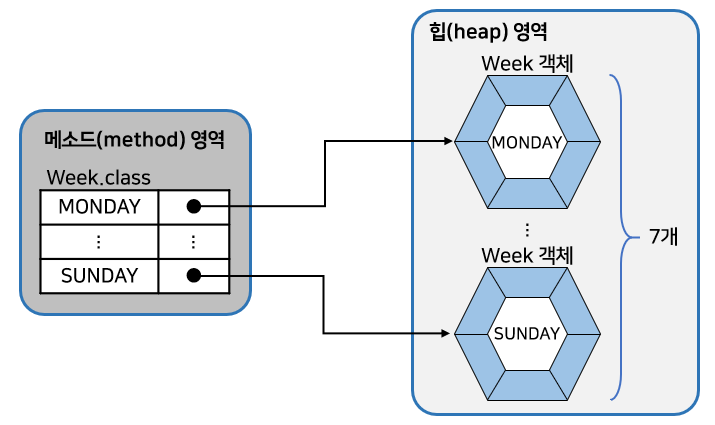 힙(heap) 영역
Week 객체
MONDAY
⋮
Week 객체
SUNDAY
7개
메소드(method) 영역
Week.class
MONDAY
⋮ ⋮
SUNDAY